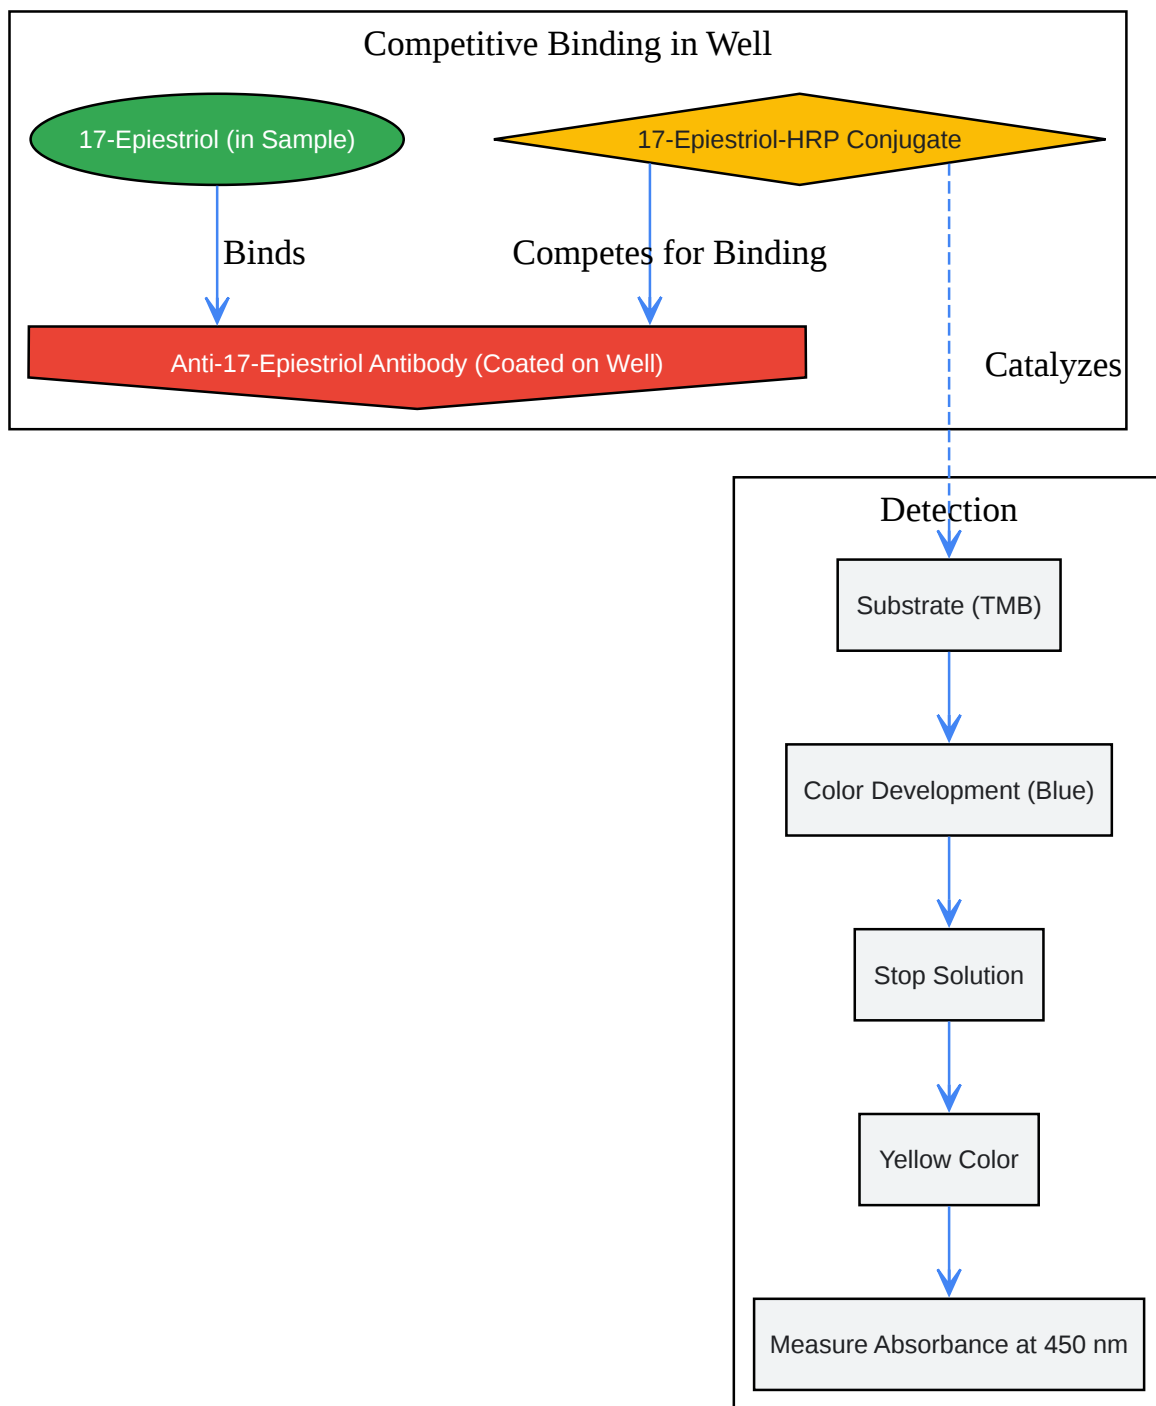 Competitive Binding in Well
17-Epiestriol (in Sample)
17-Epiestriol-HRP Conjugate
Binds
Competes for Binding
Anti-17-Epiestriol Antibody (Coated on Well)
Catalyzes
Detection
Substrate (TMB)
Color Development (Blue)
Stop Solution
Yellow Color
Measure Absorbance at 450 nm